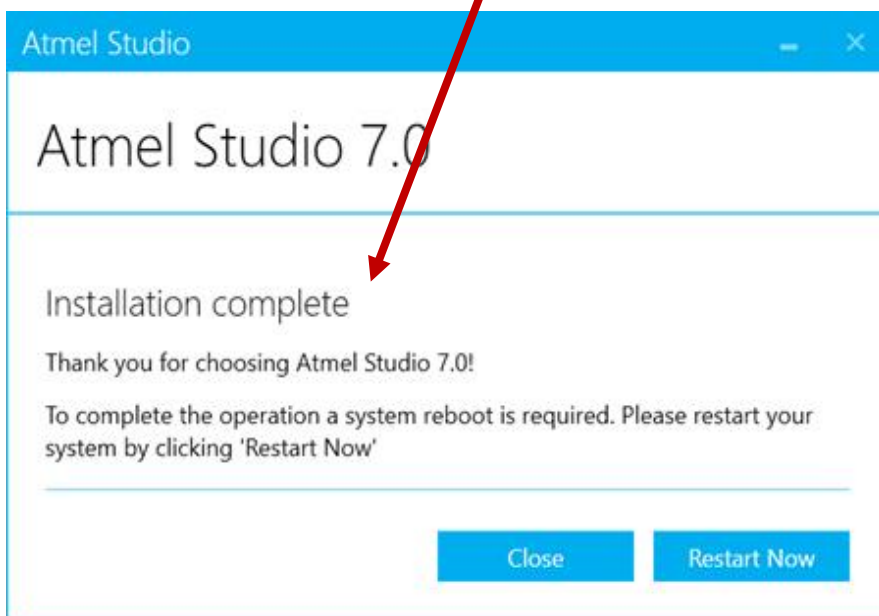 Atmel Studio
Atmel Studio 7.0
Installation complete
Thank you for choosing Atmel Studio 7.0!
To complete the operation a system reboot is required. Please restart your
system by clicking 'Restart Now'
Close
Restart Now